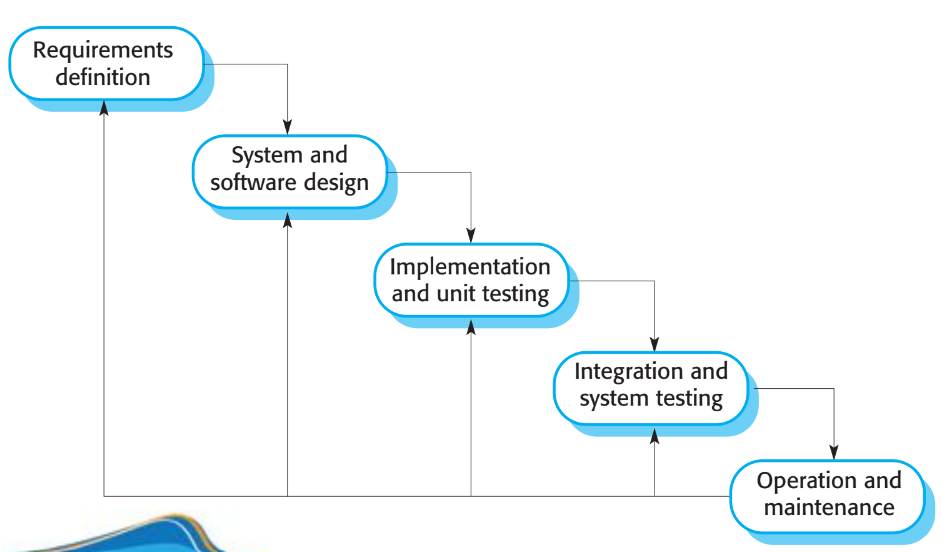 Requirements
definition
System and
software design
Implementation
and unit testing
Integration and
system testing
Operation and
maintenance